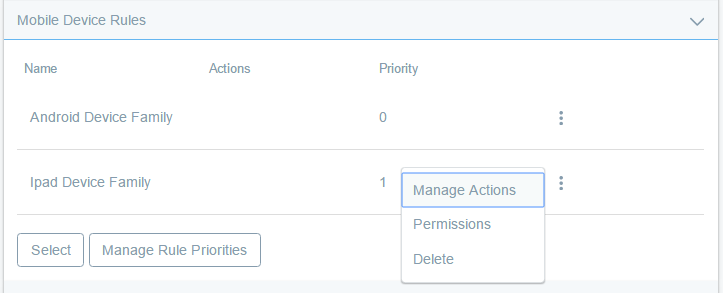 Mobile Device Rules
Name Actions Priority
Android Device Family 0
Ipad Device Family 1
Manage Actions
Permissions
Delete
Select Manage Rule Priorities